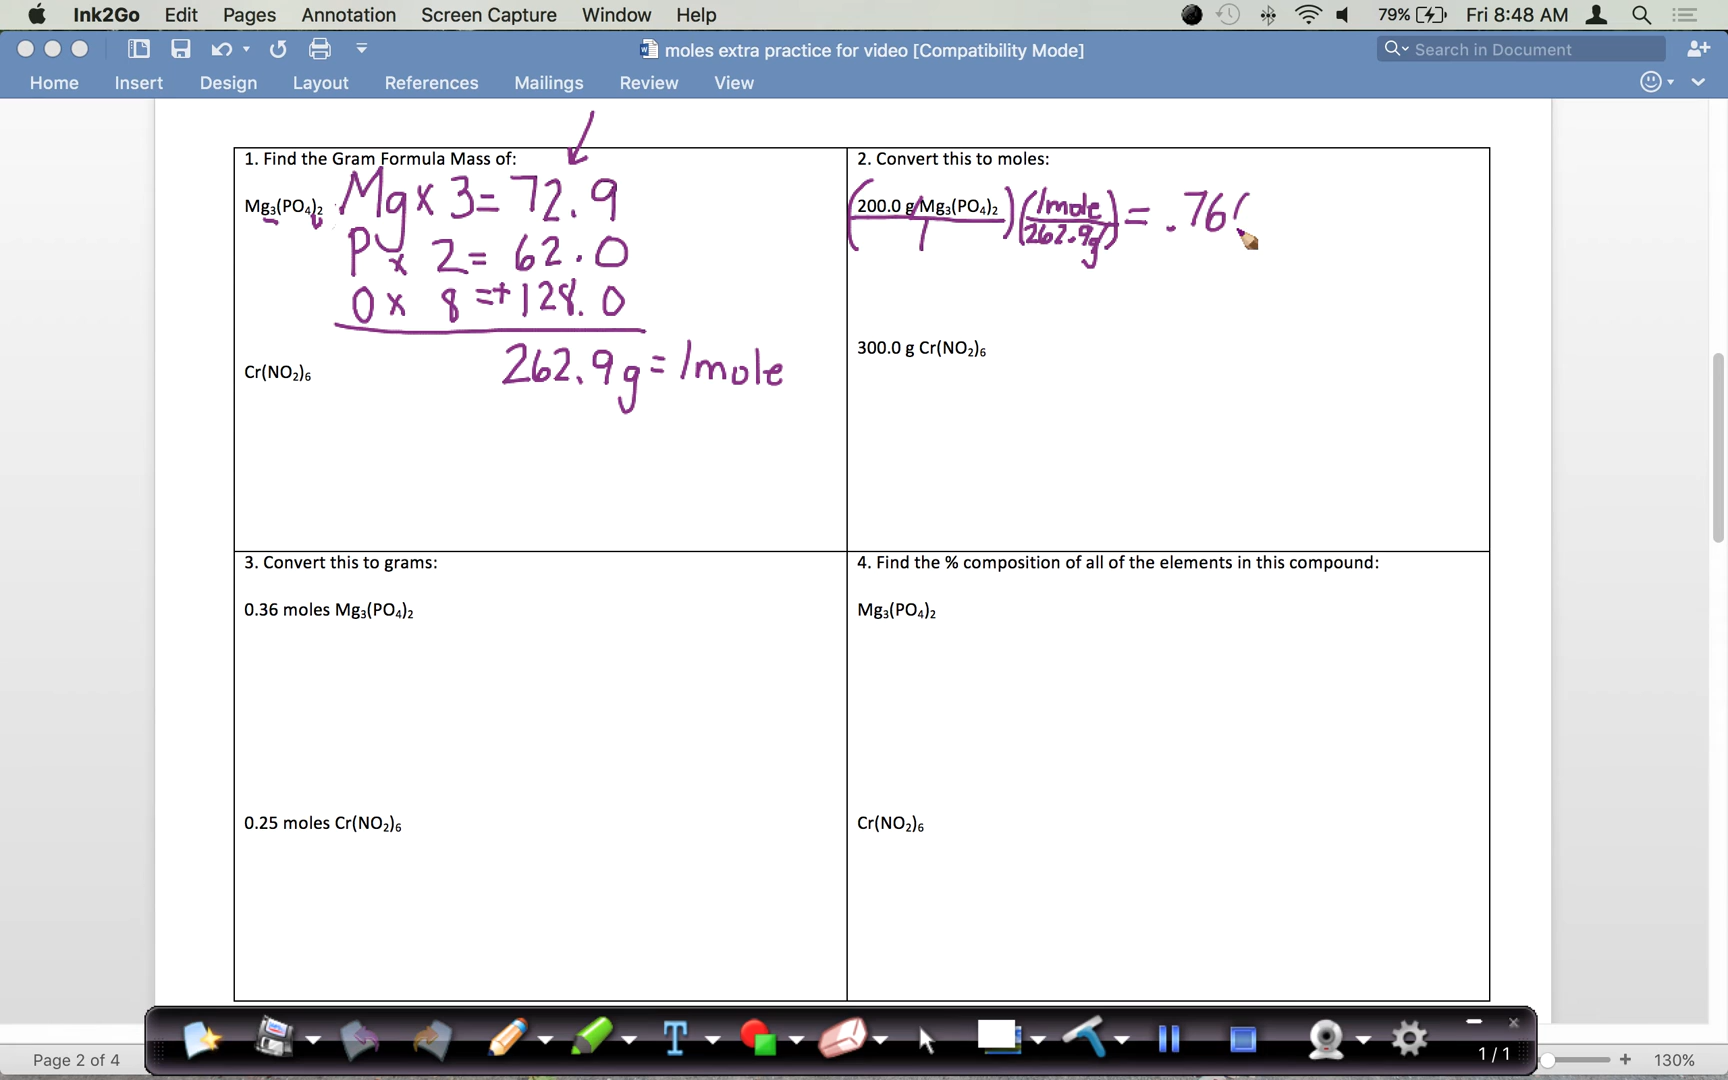 Ink2Go Edit Pages Annotation Screen Capture Window Help 79% Fri 8:48 AM
moles extra practice for video [Compatibility Mode] Search in Document
Home Insert Design Layout References Mailings Review View
1. Find the Gram Formula Mass of:
Mg₃(PO₄)₂ Mg x 3 = 72.9
P x 2 = 62.0
O x 8 = + 128.0
262.9g = 1mole
Cr(NO₂)₆
2. Convert this to moles:
(200.0 g Mg₃(PO₄)₂ / 1) (1mole / 262.9g) = .76
300.0 g Cr(NO₂)₆
3. Convert this to grams:
0.36 moles Mg₃(PO₄)₂
0.25 moles Cr(NO₂)₆
4. Find the % composition of all of the elements in this compound:
Mg₃(PO₄)₂
Cr(NO₂)₆
T
1/1
Page 2 of 4 130%